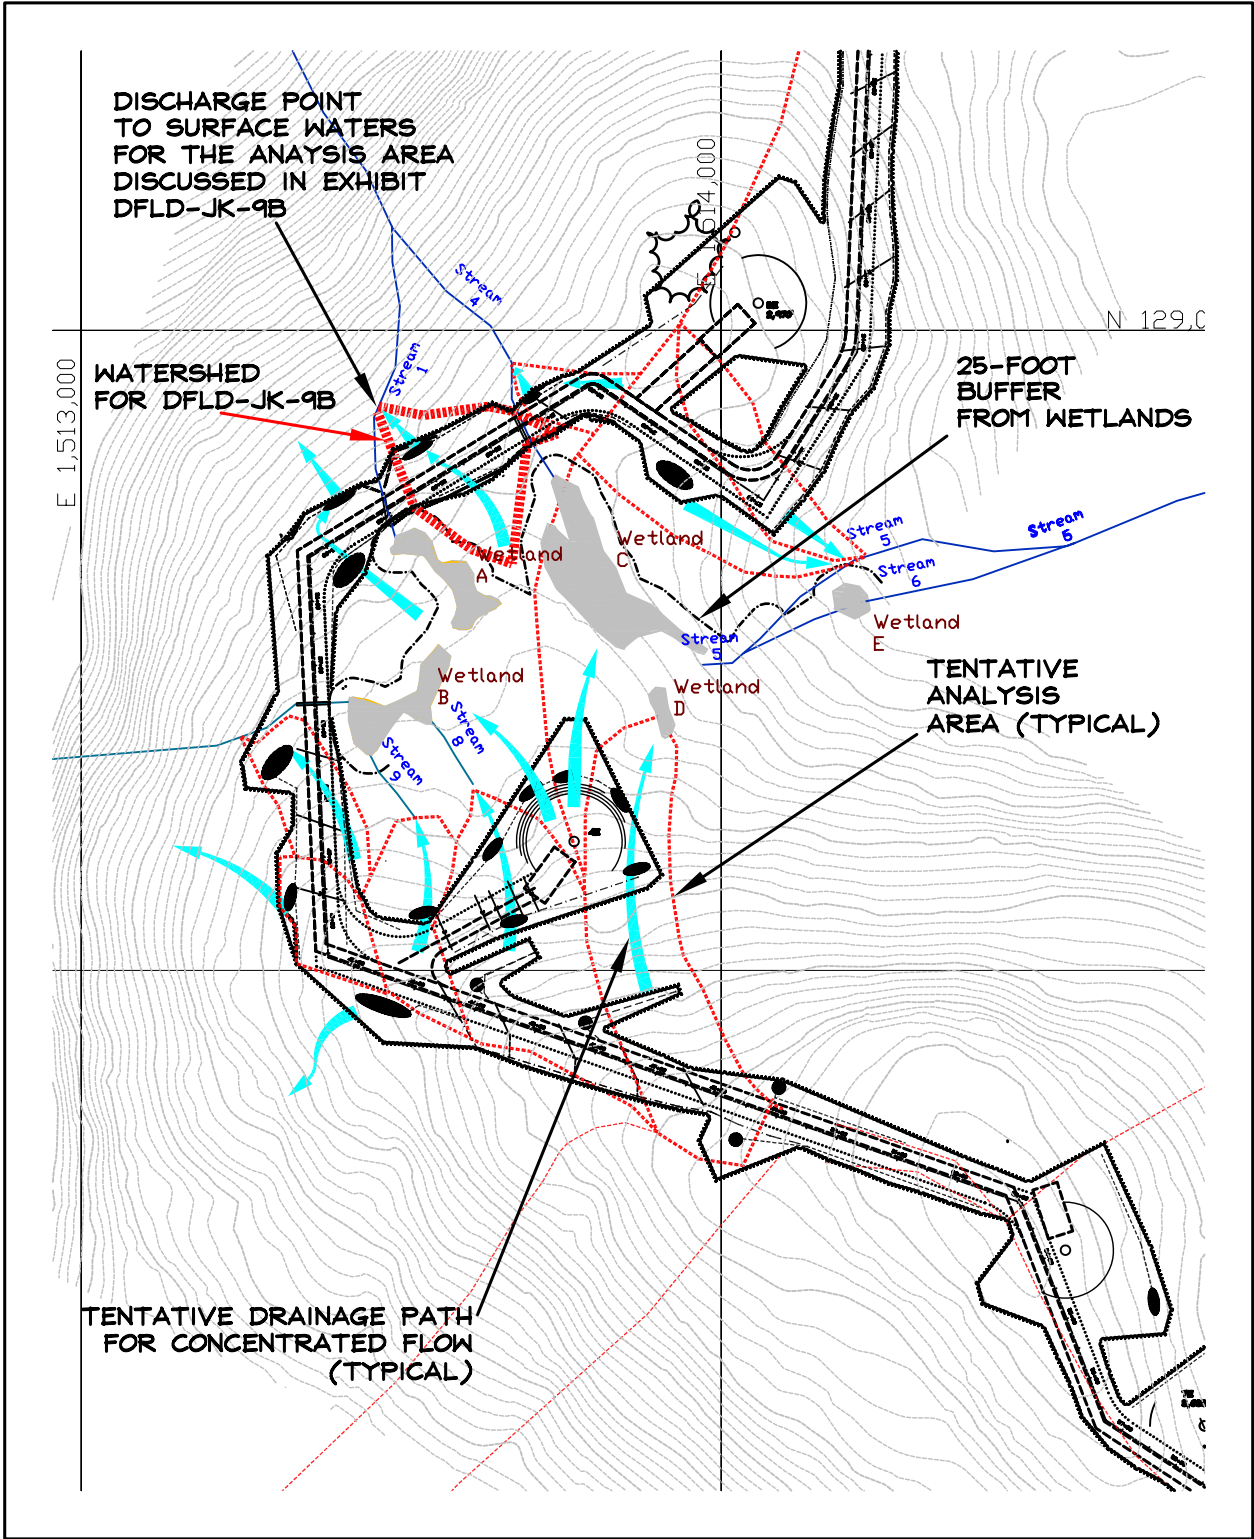 DISCHARGE POINT
TO SURFACE WATERS
FOR THE ANAYSIS AREA
DISCUSSED IN EXHIBIT
DFLD-JK-9B
E 1,514,000
Stream
4
N 129,0
Stream
1
WATERSHED
FOR DFLD-JK-9B
E 1,513,000
25-FOOT
BUFFER
FROM WETLANDS
Stream
5
Stream
5
Stream
6
Wetland
A
Wetland
C
Wetland
E
Stream
5
Wetland
B
Wetland
D
Stream
8
Stream
9
TENTATIVE
ANALYSIS
AREA (TYPICAL)
TENTATIVE DRAINAGE PATH
FOR CONCENTRATED FLOW
(TYPICAL)